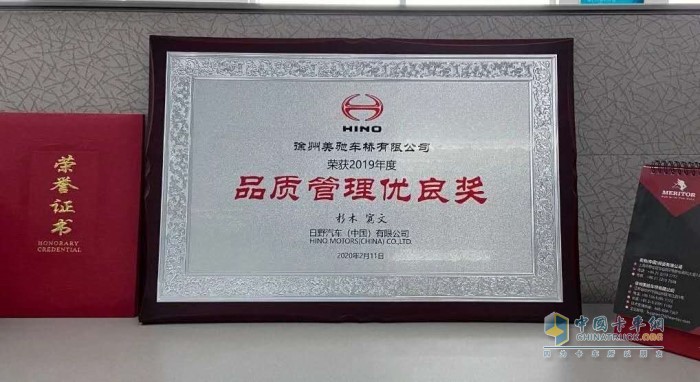 荣
誉
证
书
HONORARY
CREDENTIAL
HINO
徐州美驰车桥有限公司
荣获2019年度
品质管理优良奖
杉本 寛文
日野汽车（中国）有限公司
HINO MOTORS(CHINA) CO.,LTD.
2020年2月11日
MERITOR
中国卡车网
CHINATRUCK.ORG